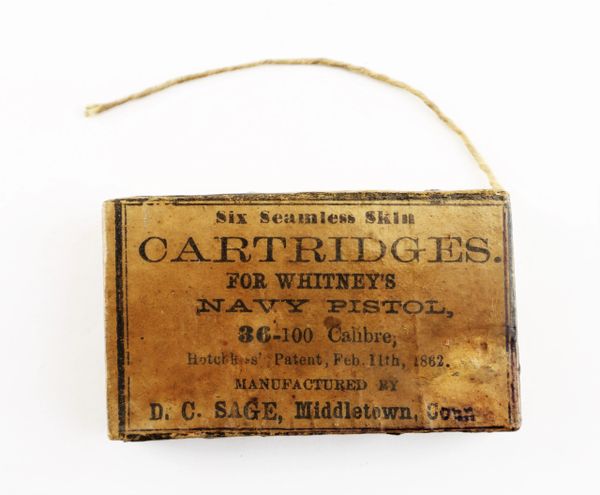 Six Seamless Skin
CARTRIDGES.
FOR WHITNEY'S
NAVY PISTOL,
36-100 Calibre,
Hotchkiss' Patent, Feb. 11th, 1862.
MANUFACTURED BY
D. C. SAGE, Middletown, Conn